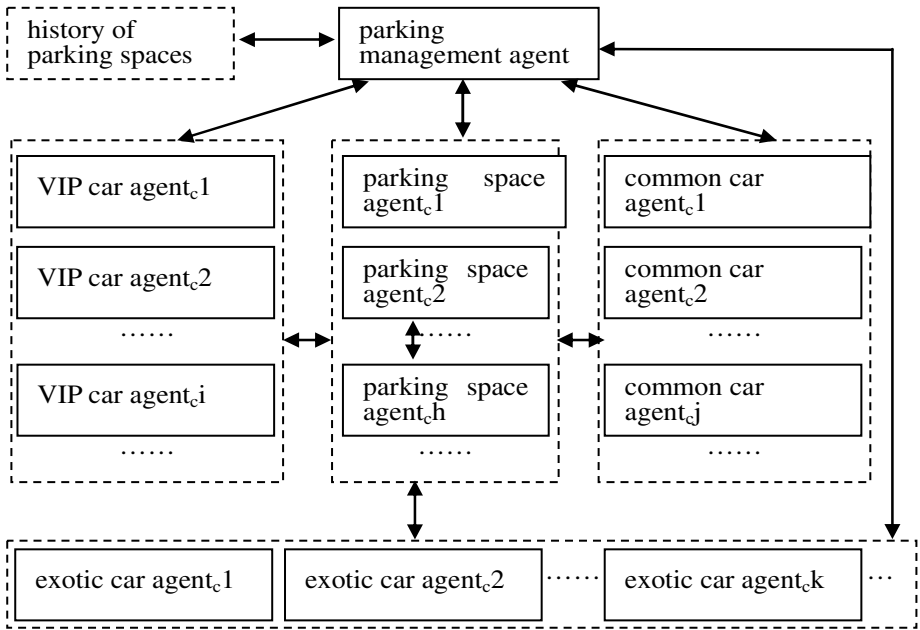 history of
parking spaces
parking
management agent
VIP car agentc1
VIP car agentc2
……
VIP car agentci
……
parking space
agentc1
parking space
agentc2
……
parking space
agentch
……
common car
agentc1
common car
agentc2
……
common car
agentcj
……
exotic car agentc1
exotic car agentc2
……
exotic car agentck
…